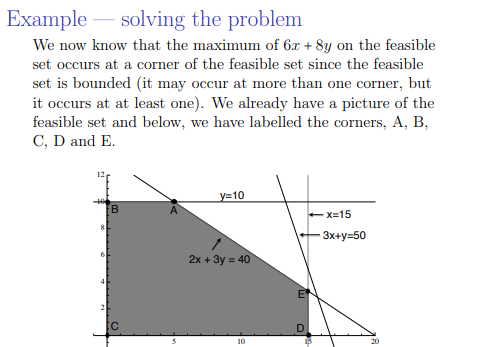 Example — solving the problem
We now know that the maximum of 6x + 8y on the feasible
set occurs at a corner of the feasible set since the feasible
set is bounded (it may occur at more than one corner, but
it occurs at at least one). We already have a picture of the
feasible set and below, we have labelled the corners, A, B,
C, D and E.
12
y=10
10
B
A
x=15
8
3x+y=50
6
2x + 3y = 40
4
E
2
C
D
5
10
15
20